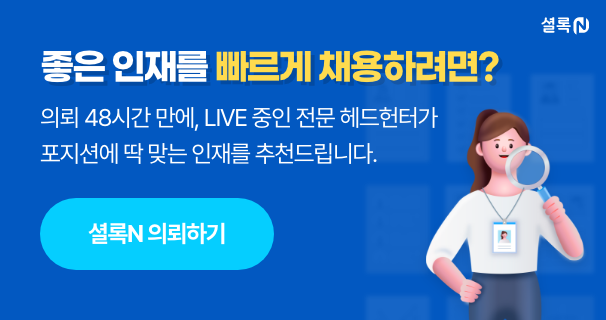 셜록N
좋은 인재를 빠르게 채용하려면?
의뢰 48시간 만에, LIVE 중인 전문 헤드헌터가
포지션에 딱 맞는 인재를 추천드립니다.
셜록N 의뢰하기